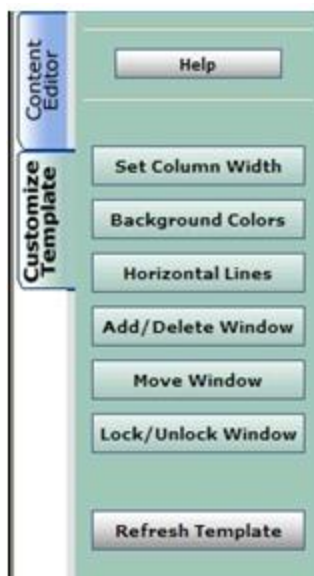 Content
Editor
Customize
Template
Help
Set Column Width
Background Colors
Horizontal Lines
Add/Delete Window
Move Window
Lock/Unlock Window
Refresh Template